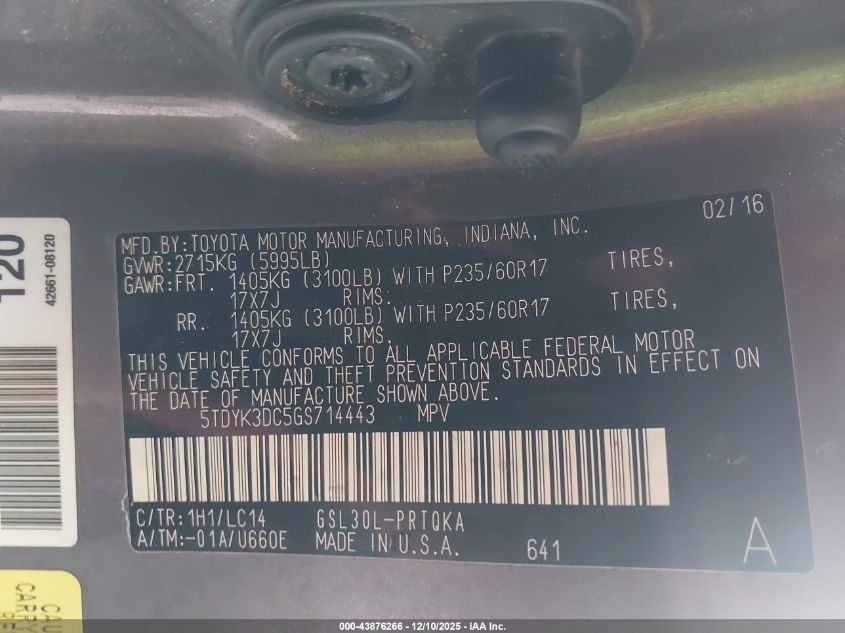 02/16
MFD.BY:TOYOTA MOTOR MANUFACTURING, INDIANA, INC.
GVWR:2715KG (5995LB)
GAWR:FRT. 1405KG (3100LB) WITH P235/60R17 TIRES,
17X7J RIMS.
RR. 1405KG (3100LB) WITH P235/60R17 TIRES,
17X7J RIMS.
THIS VEHICLE CONFORMS TO ALL APPLICABLE FEDERAL MOTOR
VEHICLE SAFETY AND THEFT PREVENTION STANDARDS IN EFFECT ON
THE DATE OF MANUFACTURE SHOWN ABOVE.
5TDYK3DC5GS714443 MPV
C/TR:1H1/LC14 GSL30L-PRTQKA
A/TM:-01A/U660E MADE IN U.S.A. 641 A
120
42661-08120
000-43876266 - 12/10/2025 - IAA Inc.